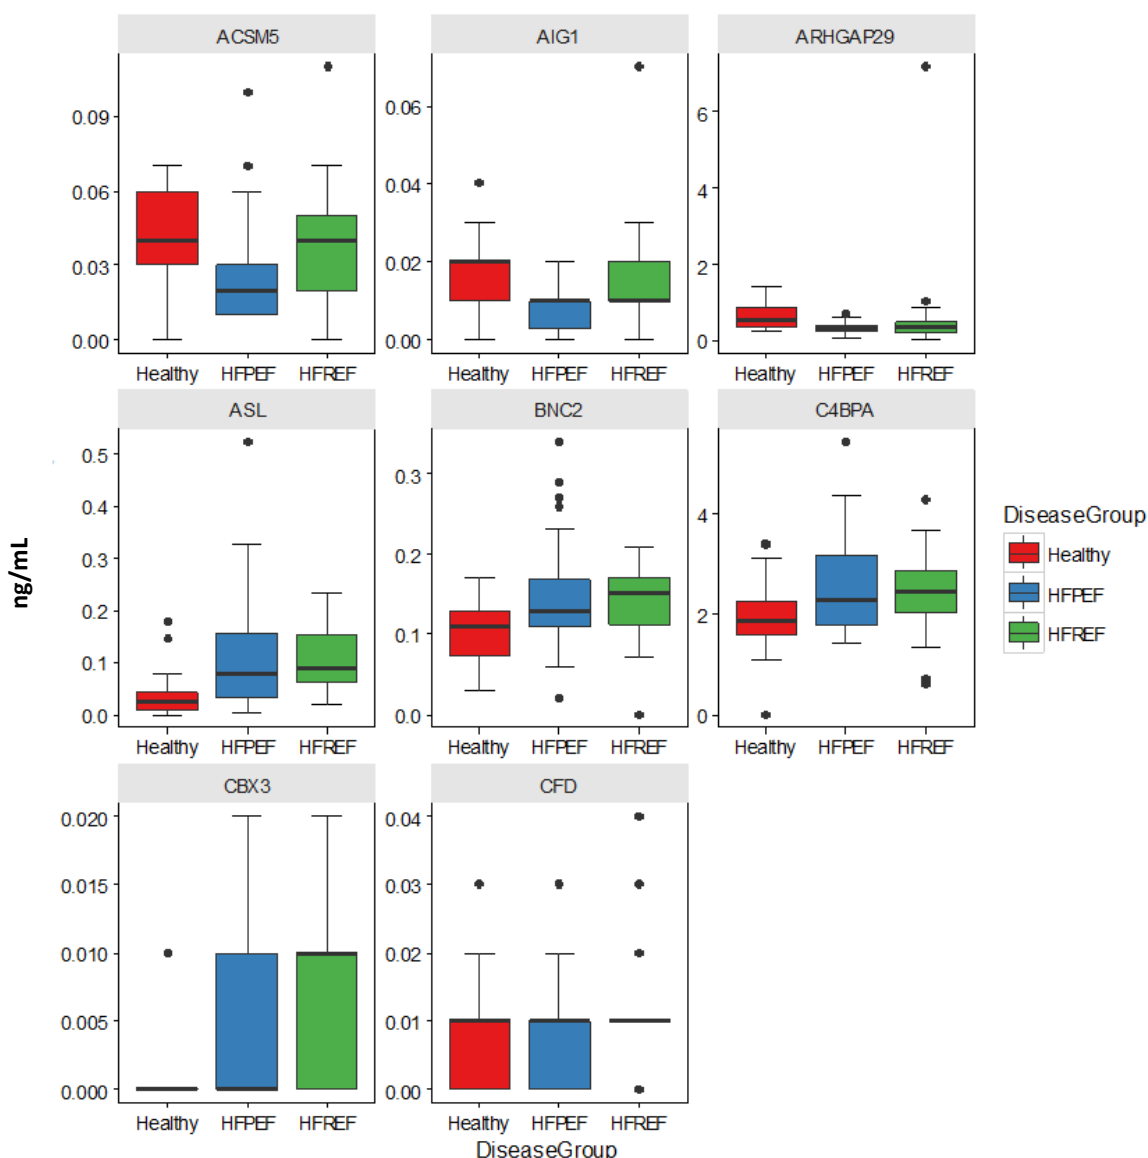 ACSM5 AIG1 ARHGAP29
0.09 0.06 0.03 0.00
0.06 0.04 0.02 0.00
6 4 2 0
Healthy HFPEF HFREF Healthy HFPEF HFREF Healthy HFPEF HFREF
ASL BNC2 C4BPA
0.5 0.4 0.3 0.2 0.1 0.0
0.3 0.2 0.1 0.0
4 2 0
Healthy HFPEF HFREF Healthy HFPEF HFREF Healthy HFPEF HFREF
CBX3 CFD
0.020 0.015 0.010 0.005 0.000
0.04 0.03 0.02 0.01 0.00
Healthy HFPEF HFREF Healthy HFPEF HFREF
DiseaseGroup
ng/mL
DiseaseGroup
Healthy
HFPEF
HFREF